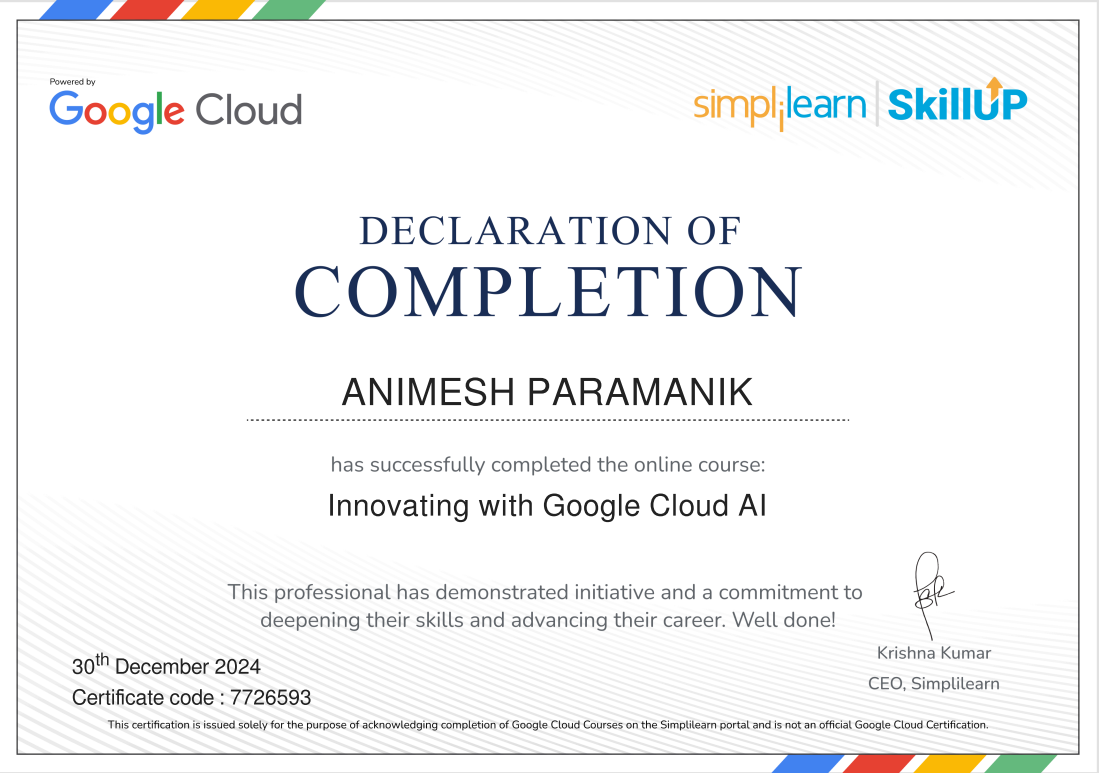 Powered by
Google Cloud
simplilearn | SkillUP
DECLARATION OF
COMPLETION
ANIMESH PARAMANIK
has successfully completed the online course:
Innovating with Google Cloud AI
This professional has demonstrated initiative and a commitment to
deepening their skills and advancing their career. Well done!
Krishna Kumar
CEO, Simplilearn
30th December 2024
Certificate code : 7726593
This certification is issued solely for the purpose of acknowledging completion of Google Cloud Courses on the Simplilearn portal and is not an official Google Cloud Certification.